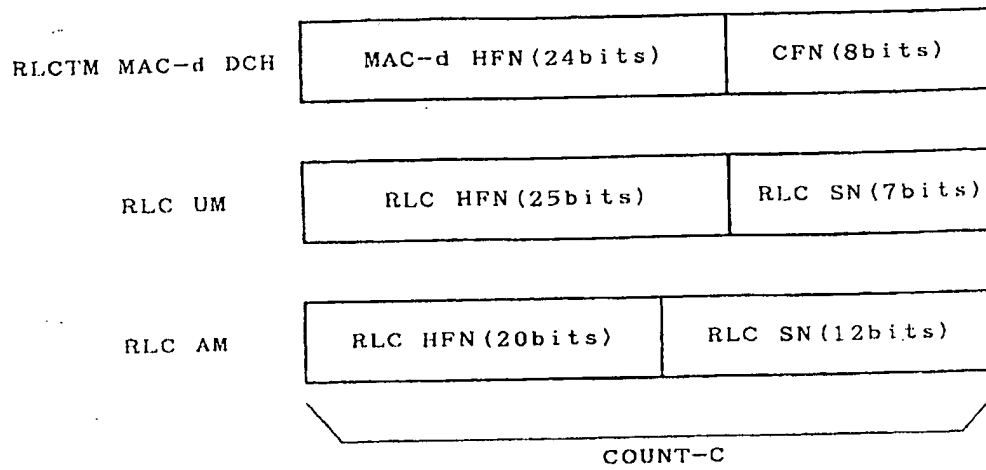 RLCTM MAC-d DCH MAC-d HFN(24bits) CFN(8bits)
RLC UM RLC HFN(25bits) RLC SN(7bits)
RLC AM RLC HFN(20bits) RLC SN(12bits)
COUNT-C